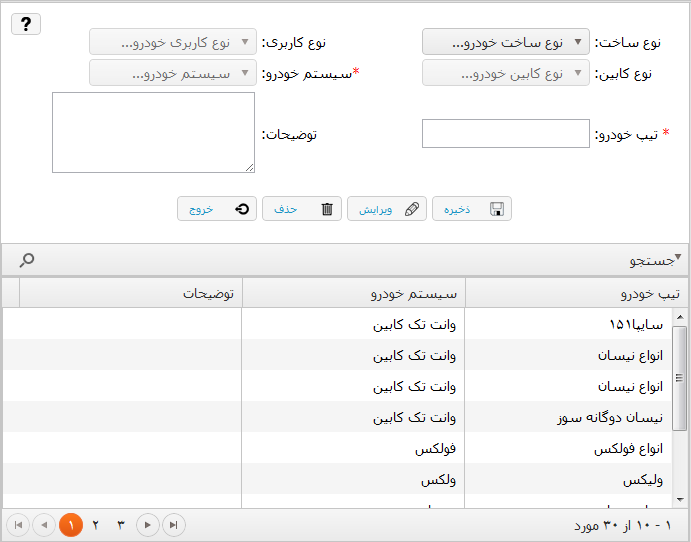 ?
نوع ساخت: نوع ساخت خودرو... نوع کاربری: نوع کاربری خودرو...
نوع کابین: نوع کابین خودرو... *سیستم خودرو: سیستم خودرو...
* تیپ خودرو: توضیحات:
ذخیره ویرایش حذف خروج
جستجو
تیپ خودرو سیستم خودرو توضیحات
سایپا۱۵۱ وانت تک کابین
انواع نیسان وانت تک کابین
انواع نیسان وانت تک کابین
نیسان دوگانه سوز وانت تک کابین
انواع فولکس فولکس
ولیکس ولکس
۱ - ۱۰ از ۳۰ مورد ۱ ۲ ۳